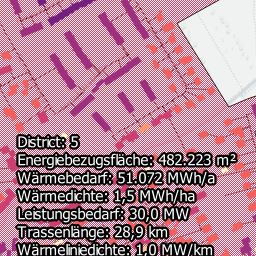 District: 5
Energiebezugsfläche: 482.223 m²
Wärmebedarf: 51.072 MWh/a
Wärmedichte: 1,5 MWh/ha
Leistungsbedarf: 30,0 MW
Trassenlänge: 28,9 km
Wärmeliniedichte: 1,0 MW/km